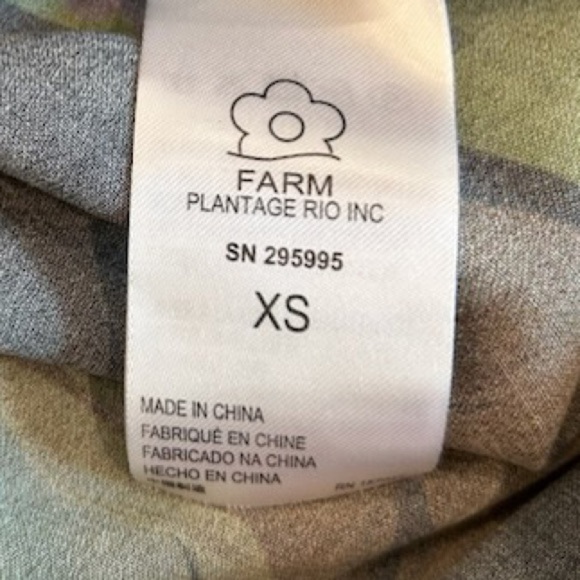 FARM
PLANTAGE RIO INC
SN 295995
XS
MADE IN CHINA
FABRIQUÉ EN CHINE
FABRICADO NA CHINA
HECHO EN CHINA